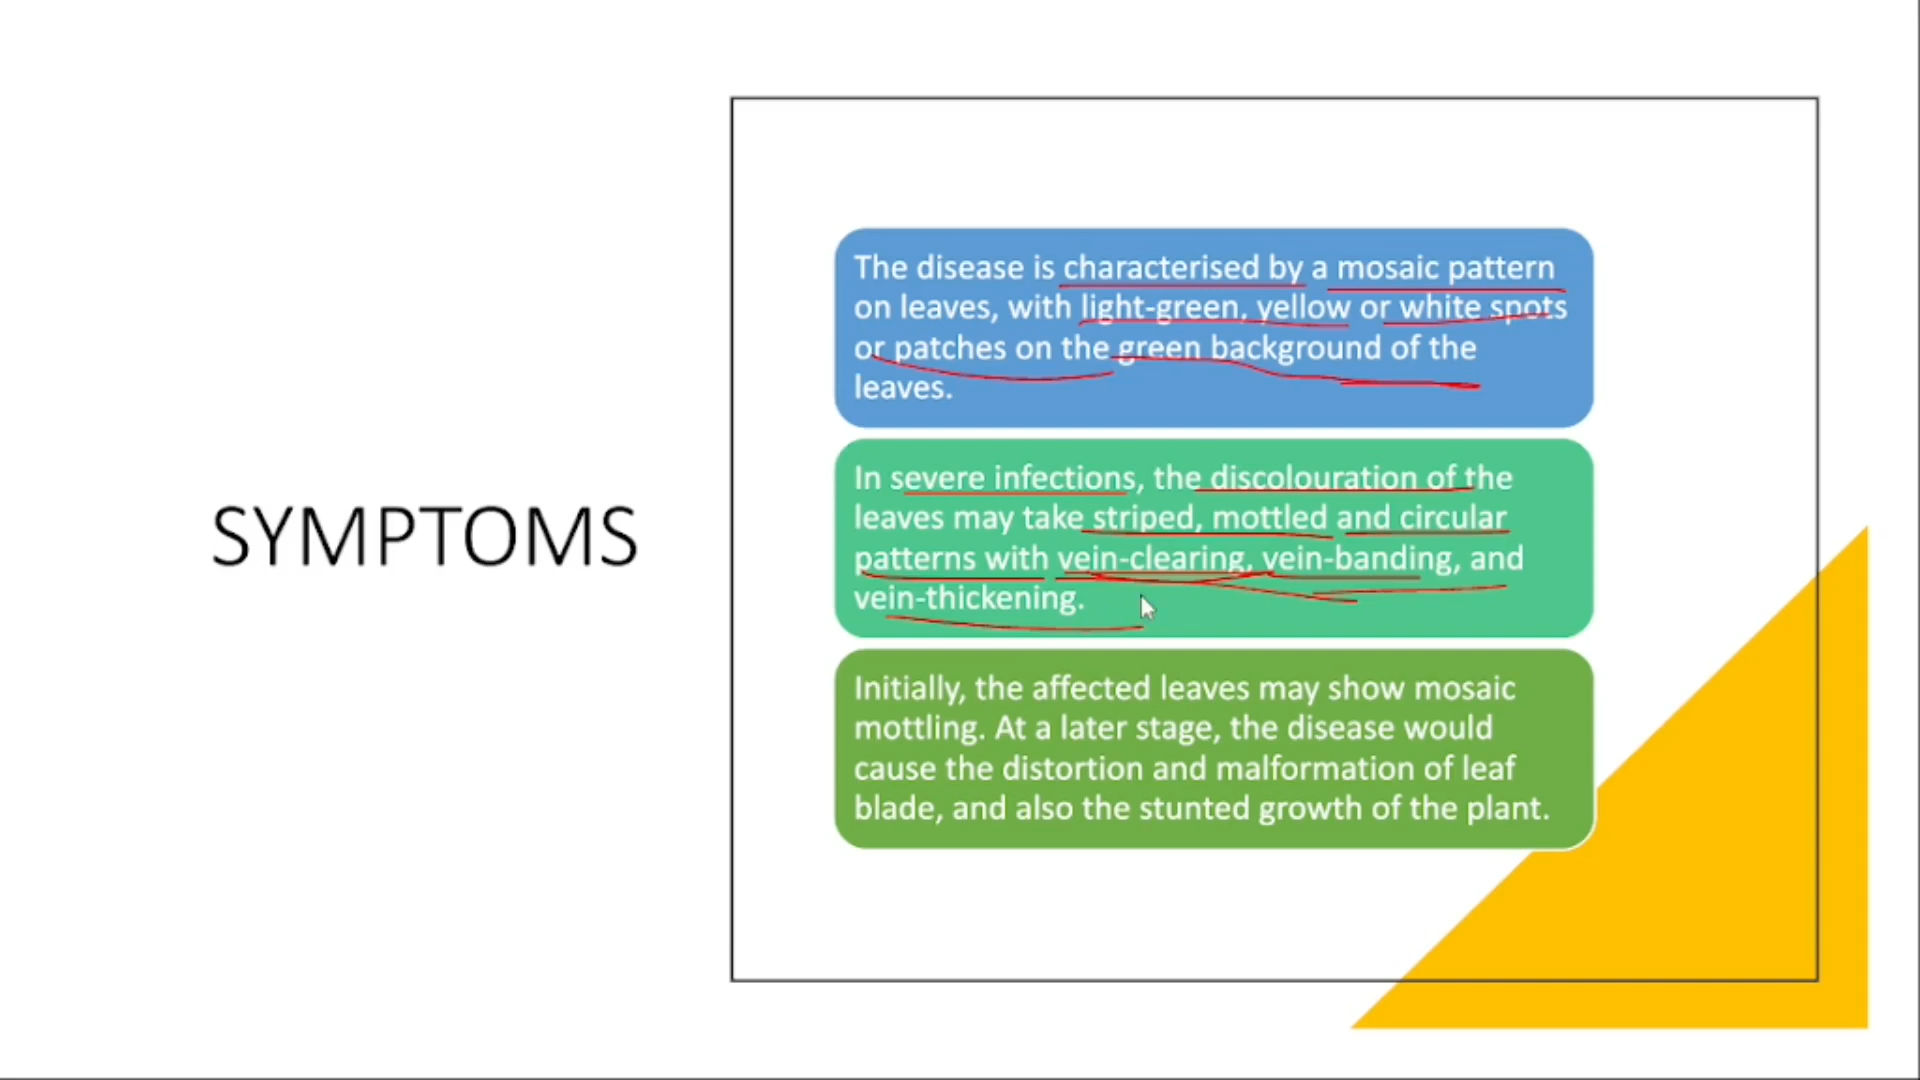 SYMPTOMS
The disease is characterised by a mosaic pattern
on leaves, with light-green, yellow or white spots
or patches on the green background of the
leaves.
In severe infections, the discolouration of the
leaves may take striped, mottled and circular
patterns with vein-clearing, vein-banding, and
vein-thickening.
Initially, the affected leaves may show mosaic
mottling. At a later stage, the disease would
cause the distortion and malformation of leaf
blade, and also the stunted growth of the plant.